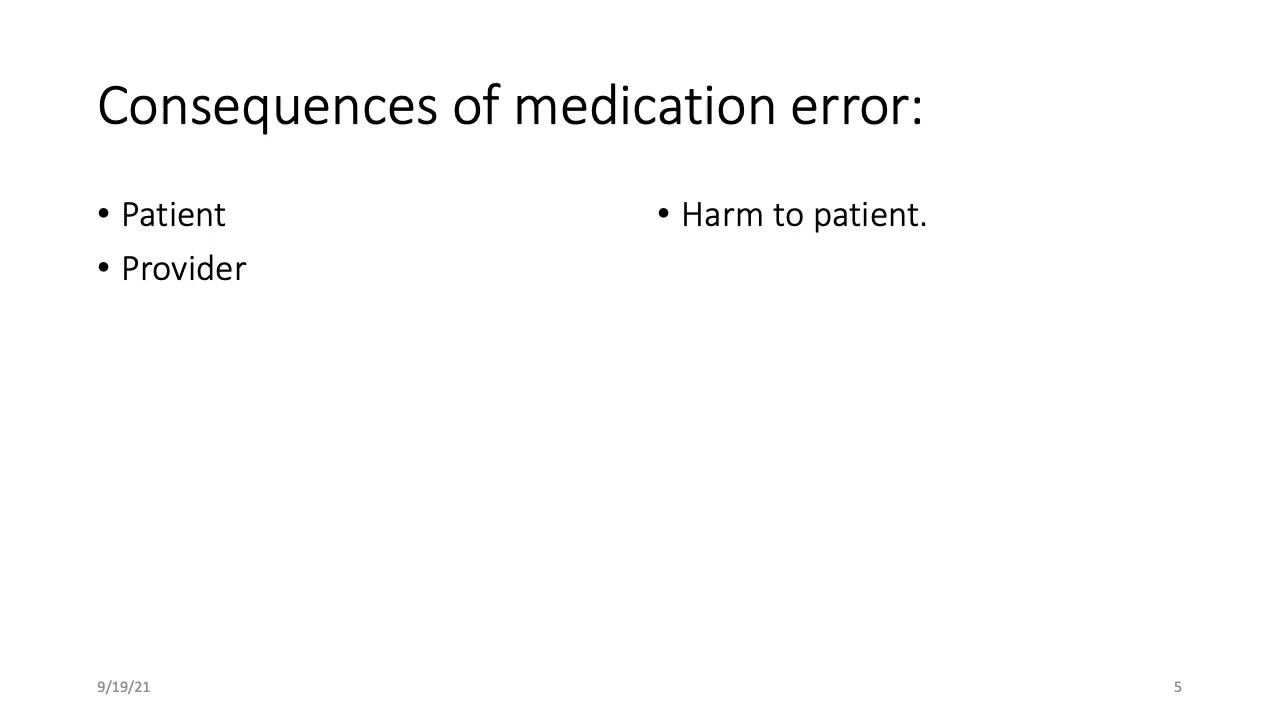 Consequences of medication error:
• Patient
• Provider
• Harm to patient.
9/19/21
5